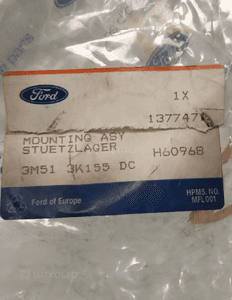 Ford
1X
137747
MOUNTING ASY
STUETZLAGER
H60968
3M51 3K155 DC
HPMS. NO.
MFL001
Ford of Europe